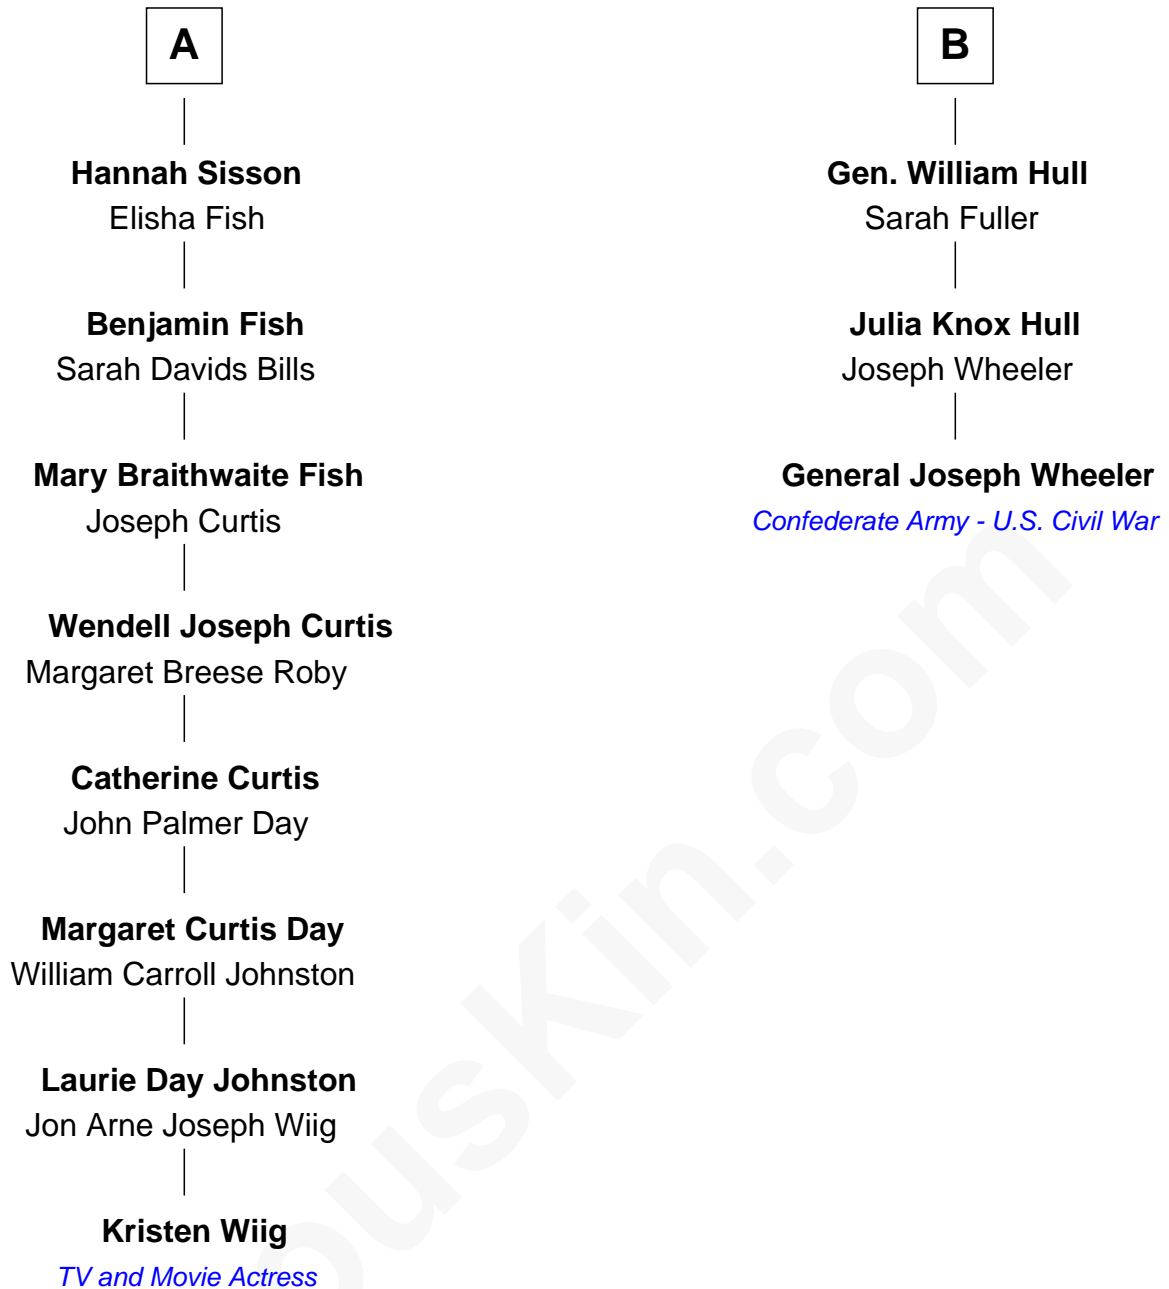 A
Hannah Sisson
Elisha Fish
Benjamin Fish
Sarah Davids Bills
Mary Braithwaite Fish
Joseph Curtis
Wendell Joseph Curtis
Margaret Breese Roby
Catherine Curtis
John Palmer Day
Margaret Curtis Day
William Carroll Johnston
Laurie Day Johnston
Jon Arne Joseph Wiig
Kristen Wiig
TV and Movie Actress
B
Gen. William Hull
Sarah Fuller
Julia Knox Hull
Joseph Wheeler
General Joseph Wheeler
Confederate Army - U.S. Civil War
ousKin.com